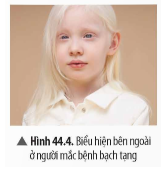 ▲ Hình 44.4. Biểu hiện bên ngoài
ở người mắc bệnh bạch tạng